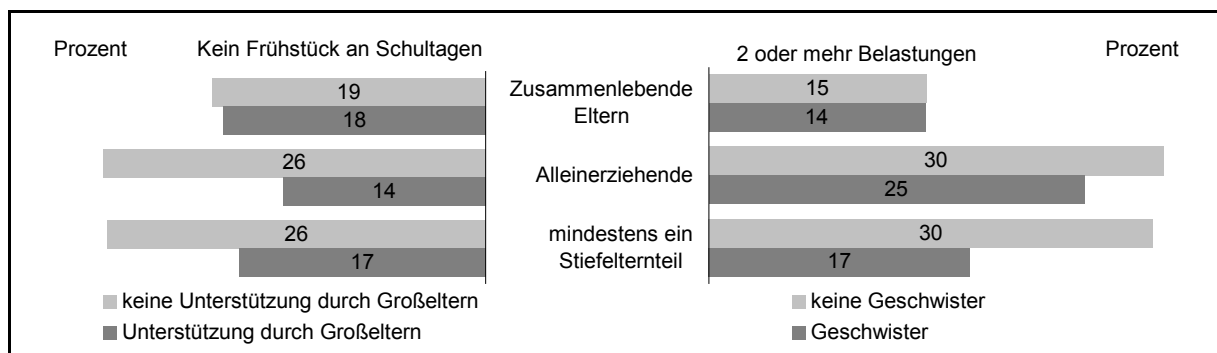 Prozent Kein Frühstück an Schultagen 2 oder mehr Belastungen Prozent
19 Zusammenlebende 15
18 Eltern 14
26 Alleinerziehende 30
14 25
26 mindestens ein 30
17 Stiefelternteil 17
keine Unterstützung durch Großeltern keine Geschwister
Unterstützung durch Großeltern Geschwister